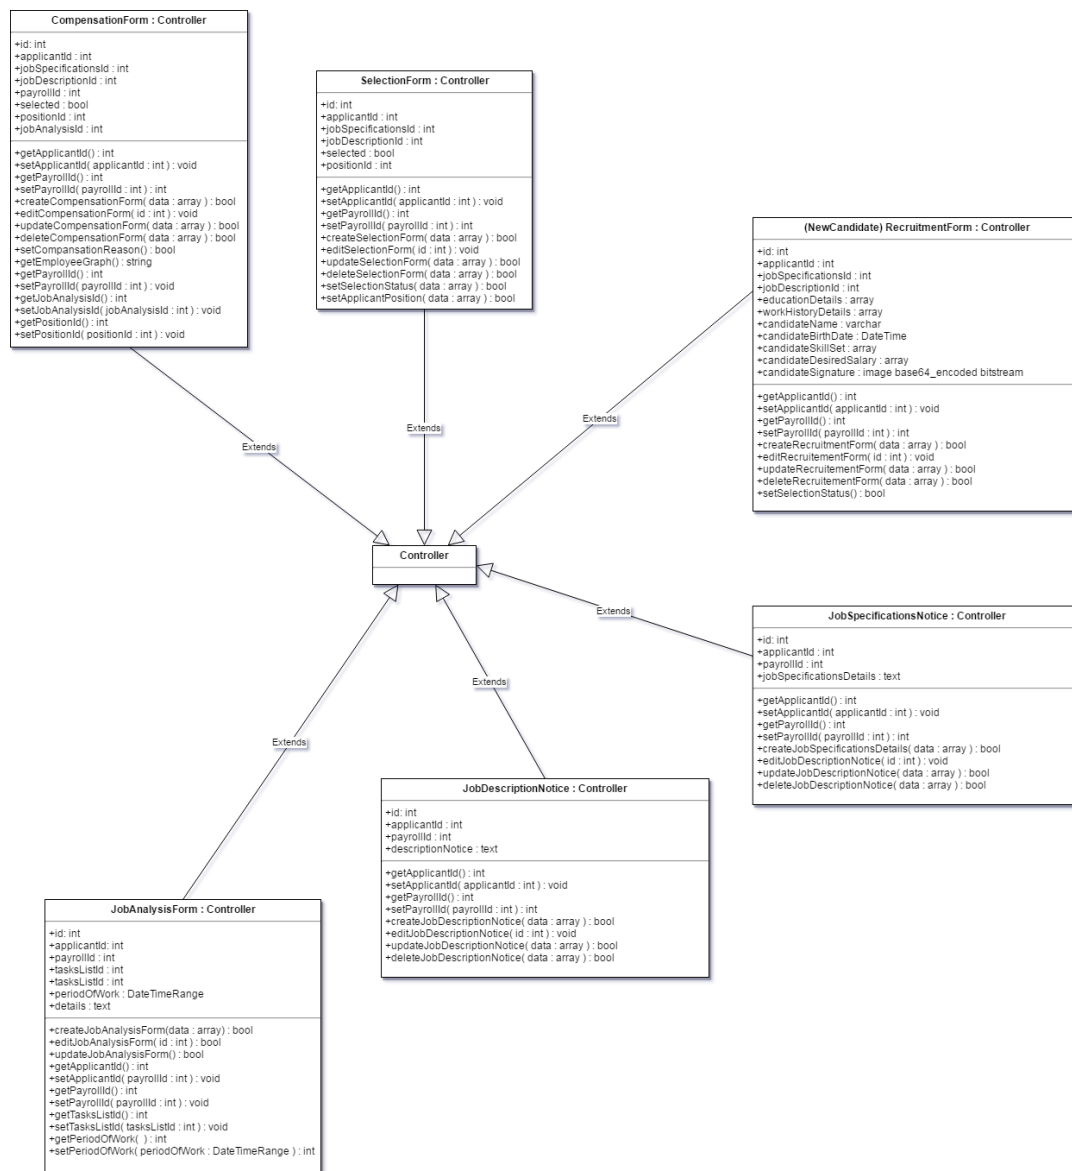 CompensationForm : Controller
+id: int
+applicantId : int
+jobSpecificationsId : int
+jobDescriptionId : int
+payrollId : int
+selected : bool
+positionId : int
+jobAnalysisId : int
+getApplicantId() : int
+setApplicantId( applicantId : int ) : void
+getPayrollId() : int
+setPayrollId( payrollId : int ) : int
+createCompensationForm( data : array ) : bool
+editCompensationForm( id : int ) : void
+updateCompensationForm( data : array ) : bool
+deleteCompensationForm( data : array ) : bool
+setCompansationReason() : bool
+getEmployeeGraph() : string
+getPayrollId() : int
+setPayrollId( payrollId : int ) : void
+getJobAnalysisId() : int
+setJobAnalysisId( jobAnalysisId : int ) : void
+getPositionId() : int
+setPositionId( positionId : int ) : void
SelectionForm : Controller
+id: int
+applicantId : int
+jobSpecificationsId : int
+jobDescriptionId : int
+selected : bool
+positionId : int
+getApplicantId() : int
+setApplicantId( applicantId : int ) : void
+getPayrollId() : int
+setPayrollId( payrollId : int ) : int
+createSelectionForm( data : array ) : bool
+editSelectionForm( id : int ) : void
+updateSelectionForm( data : array ) : bool
+deleteSelectionForm( data : array ) : bool
+setSelectionStatus( data : array ) : bool
+setApplicantPosition( data : array ) : bool
(NewCandidate) RecruitmentForm : Controller
+id: int
+applicantId : int
+jobSpecificationsId : int
+jobDescriptionId : int
+educationDetails : array
+workHistoryDetails : array
+candidateName : varchar
+candidateBirthDate : DateTime
+candidateSkillSet : array
+candidateDesiredSalary : array
+candidateSignature : image base64_encoded bitstream
+getApplicantId() : int
+setApplicantId( applicantId : int ) : void
+getPayrollId() : int
+setPayrollId( payrollId : int ) : int
+createRecruitmentForm( data : array ) : bool
+editRecruitementForm( id : int ) : void
+updateRecruitementForm( data : array ) : bool
+deleteRecruitementForm( data : array ) : bool
+setSelectionStatus() : bool
Extends
Extends
Extends
Controller
Extends
Extends
Extends
JobSpecificationsNotice : Controller
+id: int
+applicantId : int
+payrollId : int
+jobSpecificationsDetails : text
+getApplicantId() : int
+setApplicantId( applicantId : int ) : void
+getPayrollId() : int
+setPayrollId( payrollId : int ) : int
+createJobSpecificationsDetails( data : array ) : bool
+editJobDescriptionNotice( id : int ) : void
+updateJobDescriptionNotice( data : array ) : bool
+deleteJobDescriptionNotice( data : array ) : bool
JobDescriptionNotice : Controller
+id: int
+applicantId : int
+payrollId : int
+descriptionNotice : text
+getApplicantId() : int
+setApplicantId( applicantId : int ) : void
+getPayrollId() : int
+setPayrollId( payrollId : int ) : int
+createJobDescriptionNotice( data : array ) : bool
+editJobDescriptionNotice( id : int ) : void
+updateJobDescriptionNotice( data : array ) : bool
+deleteJobDescriptionNotice( data : array ) : bool
JobAnalysisForm : Controller
+id: int
+applicantId: int
+payrollId : int
+tasksListId : int
+tasksListId : int
+periodOfWork : DateTimeRange
+details : text
+createJobAnalysisForm(data : array) : bool
+editJobAnalysisForm( id : int ) : bool
+updateJobAnalysisForm() : bool
+getApplicantId() : int
+setApplicantId( payrollId : int ) : void
+getPayrollId() : int
+setPayrollId( payrollId : int ) : void
+getTasksListId() : int
+setTasksListId( tasksListId : int ) : void
+getPeriodOfWork( ) : int
+setPeriodOfWork( periodOfWork : DateTimeRange ) : int